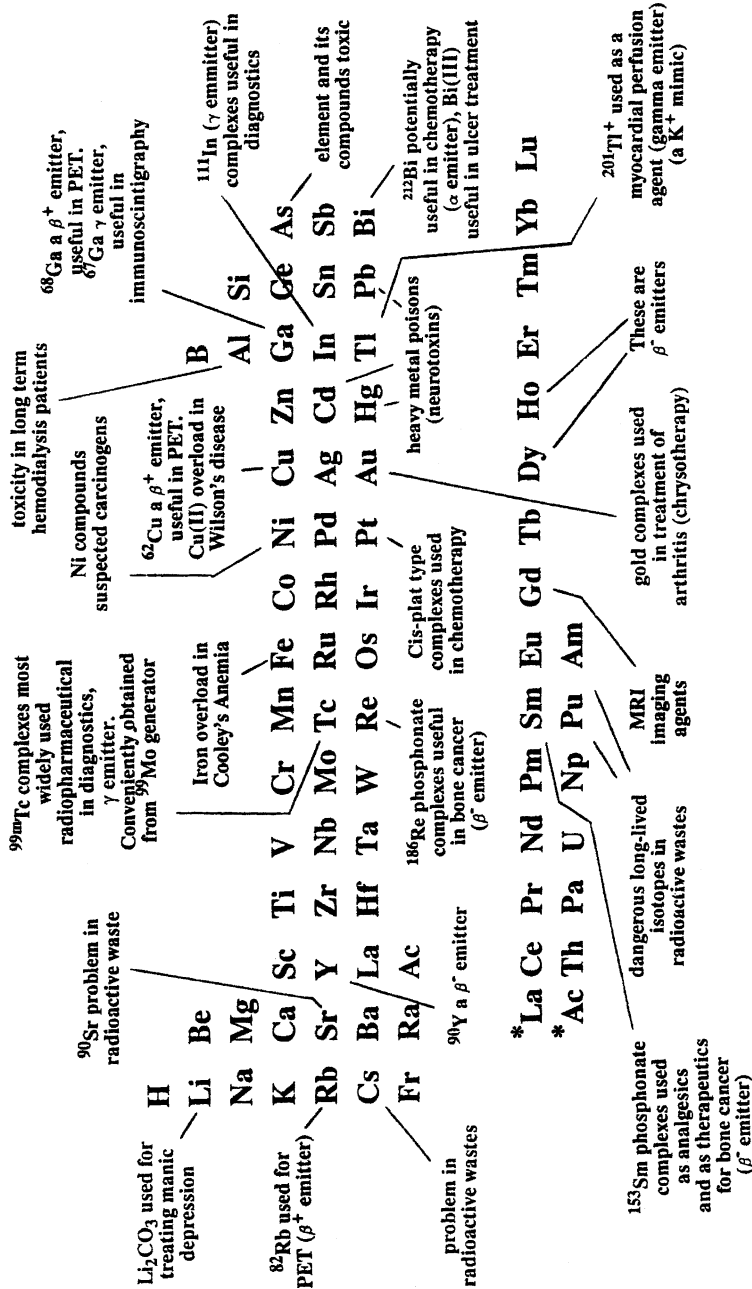 Li2CO3 used for
treating manic
depression
90Sr problem in
radioactive waste
99mTc complexes most
widely used
radiopharmaceutical
in diagnostics,
γ emitter.
Conveniently obtained
from 99Mo generator
Iron overload in
Cooley's Anemia
toxicity in long term
hemodialysis patients
Ni compounds
suspected carcinogens
62Cu a β+ emitter,
useful in PET.
Cu(II) overload in
Wilson's disease
68Ga a β+ emitter,
useful in PET.
67Ga γ emitter,
useful in
immunoscintigraphy
111In (γ emmitter)
complexes useful in
diagnostics
element and its
compounds toxic
H
Li Be B
Na Mg Al Si
K Ca Sc Ti V Cr Mn Fe Co Ni Cu Zn Ga Ge As
Rb Sr Y Zr Nb Mo Tc Ru Rh Pd Ag Cd In Sn Sb
Cs Ba La Hf Ta W Re Os Ir Pt Au Hg Tl Pb Bi
Fr Ra Ac
82Rb used for
PET (β+ emitter)
problem in
radioactive wastes
90Y a β- emitter
186Re phosphonate
complexes useful
in bone cancer
(β- emitter)
Cis-plat type
complexes used
in chemotherapy
heavy metal poisons
(neurotoxins)
212Bi potentially
useful in chemotherapy
(α emitter), Bi(III)
useful in ulcer treatment
*La Ce Pr Nd Pm Sm Eu Gd Tb Dy Ho Er Tm Yb Lu
*Ac Th Pa U Np Pu Am
153Sm phosphonate
complexes used
as analgesics
and as therapeutics
for bone cancer
(β- emitter)
dangerous long-lived
isotopes in
radioactive wastes
MRI
imaging
agents
gold complexes used
in treatment of
arthritis (chrysotherapy)
These are
β- emitters
201Tl+ used as a
myocardial perfusion
agent (gamma emitter)
(a K+ mimic)